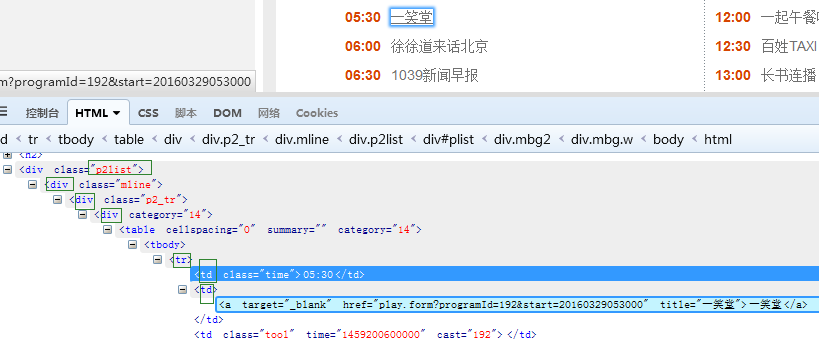 05:30 一笑堂 12:00 一起午餐吧
06:00 徐徐道来话北京 12:30 百姓TAXI
m?programId=192&start=20160329053000 06:30 1039新闻早报 13:00 长书连播
控制台 HTML CSS 脚本 DOM 网络 Cookies
d < tr < tbody < table < div < div.p2_tr < div.mline < div.p2list < div#plist < div.mbg2 < div.mbg.w < body < html
<h2>
<div class="p2list">
<div class="mline">
<div class="p2_tr">
<div category="14">
<table cellspacing="0" summary="" category="14">
<tbody>
<tr>
<td class="time">05:30</td>
<td>
<a target="_blank" href="play.form?programId=192&start=20160329053000" title="一笑堂">一笑堂</a>
</td>
<td class="tool" time="1459200600000" cast="192"></td>